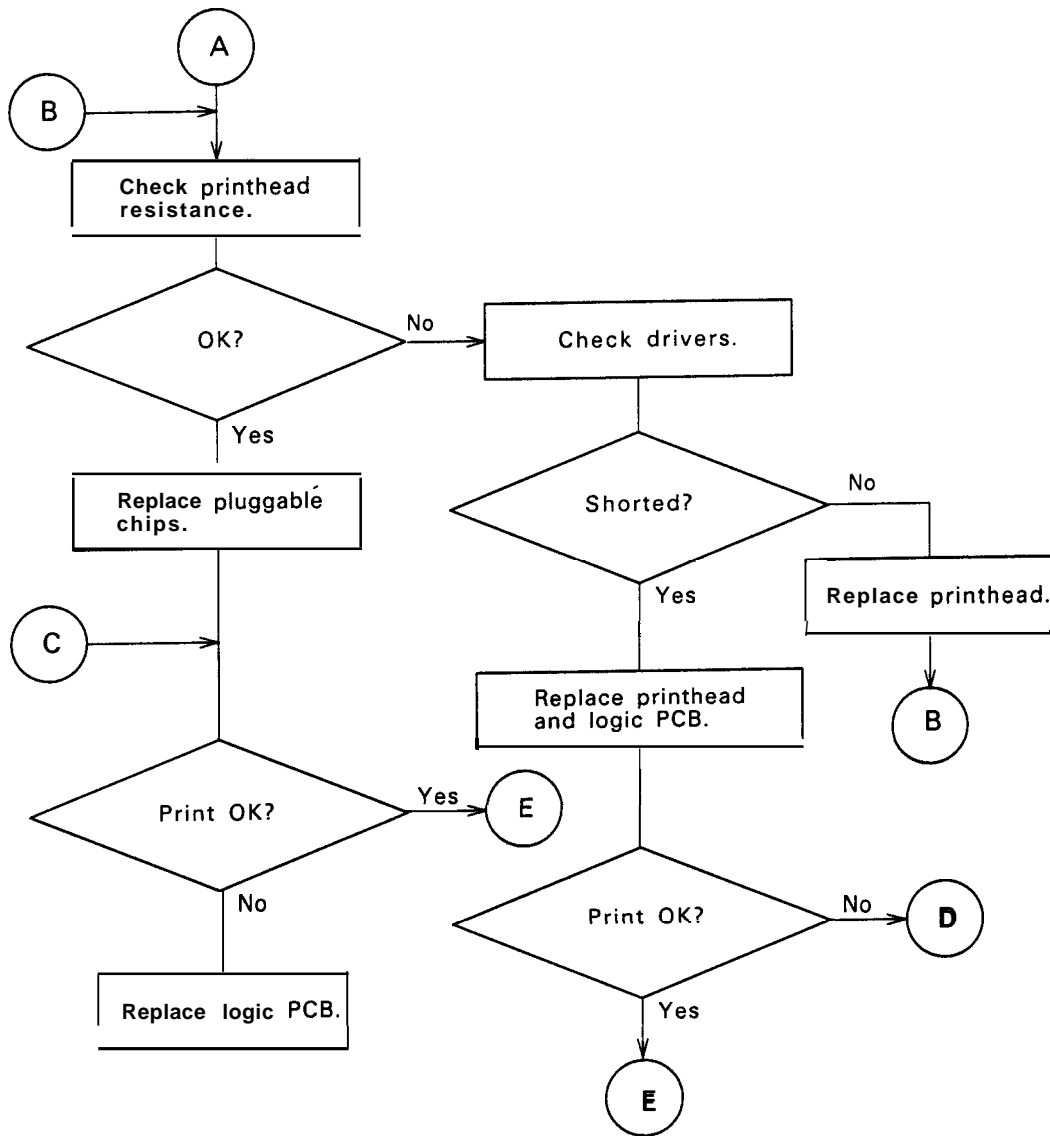 A
B
Check printhead
resistance.
OK?
No
Check drivers.
Yes
Replace pluggable
chips.
Shorted?
No
Yes
Replace printhead.
C
Replace printhead
and logic PCB.
B
Print OK?
Yes
E
No
Print OK?
No
D
Replace logic PCB.
Yes
E